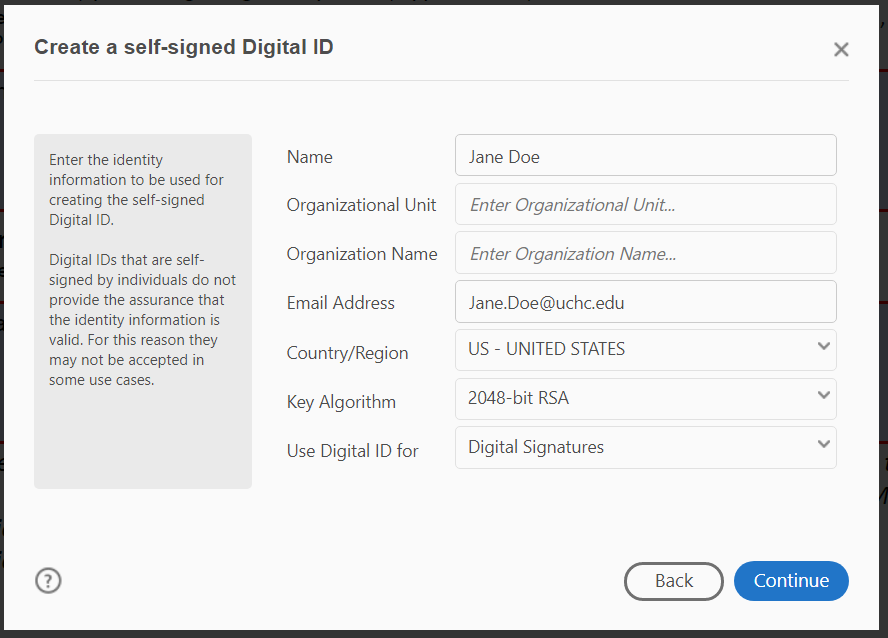 Create a self-signed Digital ID
Enter the identity
information to be used for
creating the self-signed
Digital ID.
Digital IDs that are self-
signed by individuals do not
provide the assurance that
the identity information is
valid. For this reason they
may not be accepted in
some use cases.
Name
Jane Doe
Organizational Unit
Enter Organizational Unit...
Organization Name
Enter Organization Name...
Email Address
Jane.Doe@uchc.edu
Country/Region
US - UNITED STATES
Key Algorithm
2048-bit RSA
Use Digital ID for
Digital Signatures
?
Back
Continue